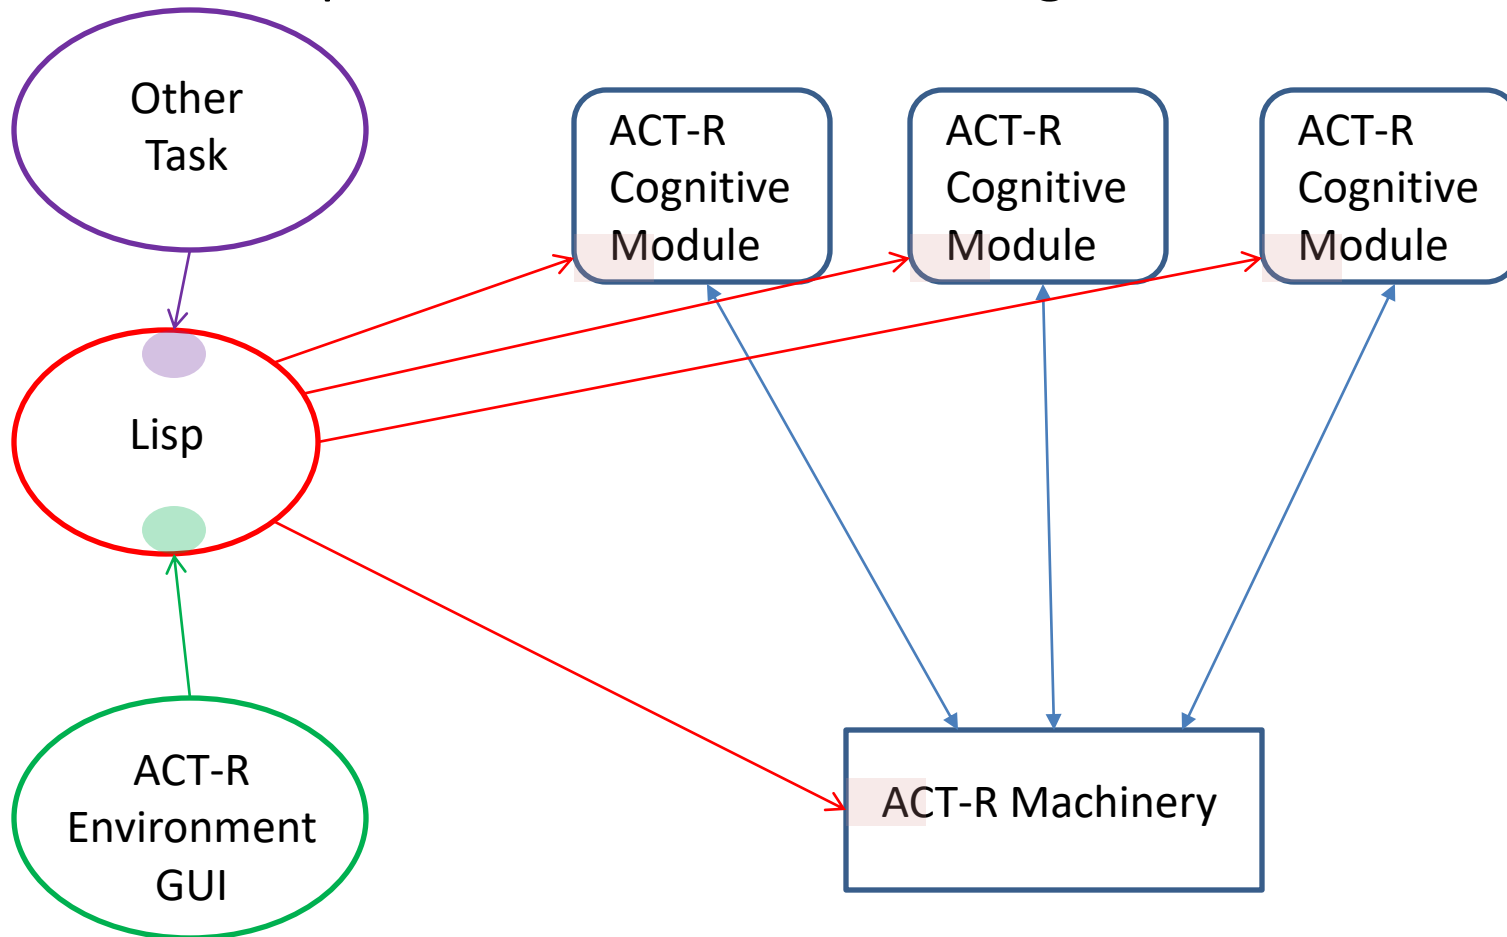 Other
Task
ACT-R
Cognitive
Module
ACT-R
Cognitive
Module
ACT-R
Cognitive
Module
Lisp
ACT-R
Environment
GUI
ACT-R Machinery